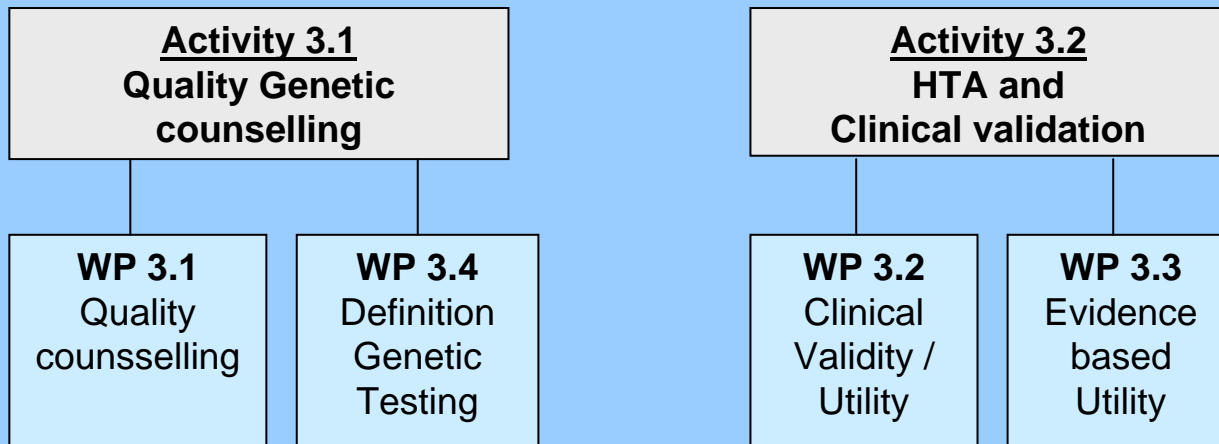 Activity 3.1
Quality Genetic
counselling
Activity 3.2
HTA and
Clinical validation
WP 3.1
Quality
counsselling
WP 3.4
Definition
Genetic
Testing
WP 3.2
Clinical
Validity /
Utility
WP 3.3
Evidence
based
Utility